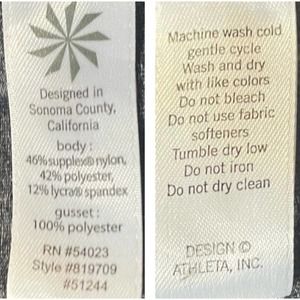 Designed in
Sonoma County,
California
body :
46% supplex® nylon,
42% polyester,
12% lycra® spandex
gusset :
100% polyester
RN #54023
Style #819709
#51244
Machine wash cold
gentle cycle
Wash and dry
with like colors
Do not bleach
Do not use fabric
softeners
Tumble dry low
Do not iron
Do not dry clean
DESIGN ©
ATHLETA, INC.